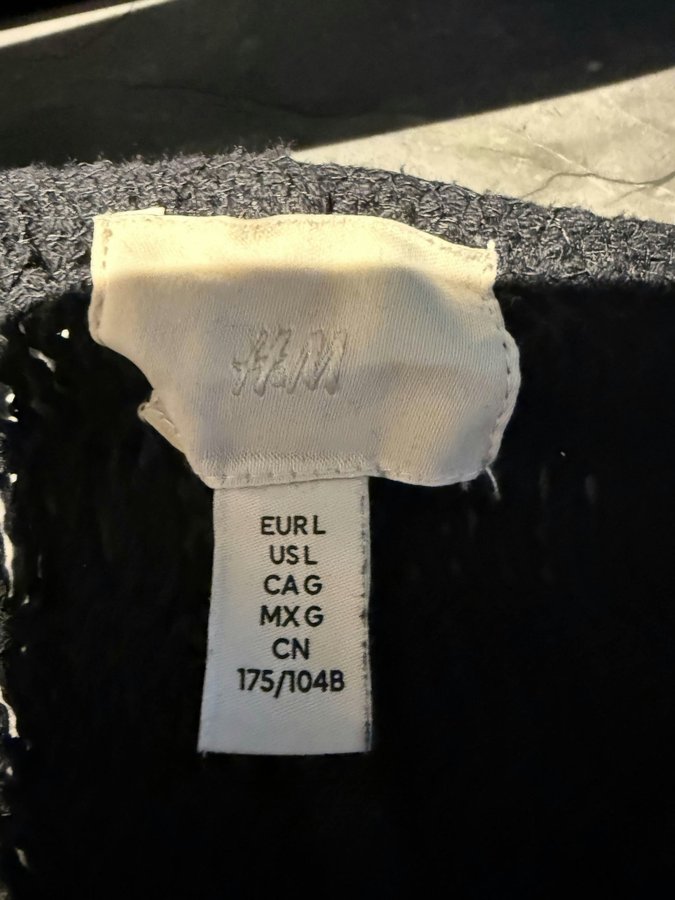 H&M
EUR L
US L
CA G
MX G
CN
175/104B